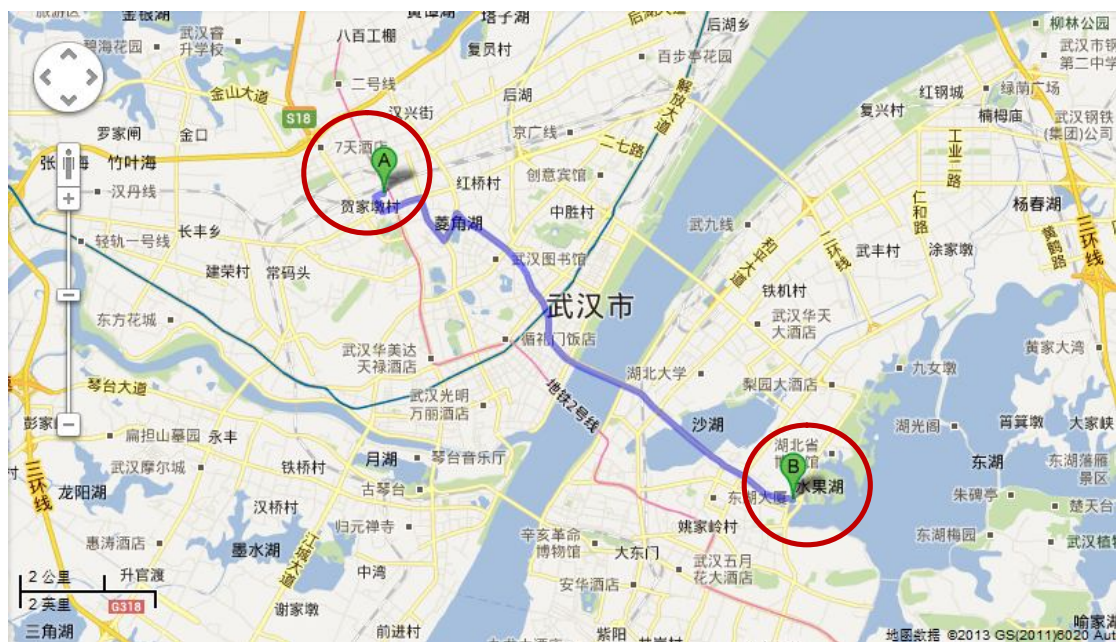 金银湖
黄潭湖
塔子湖
后湖乡
柳林公园
碧海花园
武汉睿
升学校
八百工棚
复员村
百步亭花园
武汉市钢
第二中学
二号线
金山大道
汉兴街
后湖
解放大道
红钢城
绿荫广场
S18
复兴村
楠姆庙
武汉钢铁
(集团)公司
罗家闸
金口
7天酒店
京广线
二七路
工业二路
竹叶海
A
汉丹线
红桥村
创意宾馆
仁和路
杨春湖
贺家墩村
菱角湖
中胜村
武九线
和平大道
二环线
武丰村
涂家墩
黄鹤路
三环线
轻轨一号线
长丰乡
武汉图书馆
建荣村
常码头
铁机村
武汉市
东方花城
武汉华天
大酒店
循礼门饭店
武汉华美达
天禄酒店
黄家大湾
九女墩
湖北大学
梨园大酒店
琴台大道
武汉光明
万丽酒店
地铁2号线
沙湖
湖光阁
筲箕墩
大家峡
扁担山墓园
永丰
湖北省
武汉摩尔城
铁桥村
月湖
琴台音乐厅
B
水果湖
东湖
东湖落雁
景区
三环线
龙阳湖
古琴台
东湖大厦
朱碑亭
楚天台
汉桥村
归元禅寺
辛亥革命
博物馆
姚家岭村
东湖梅园
武汉植物
惠涛酒店
墨水湖
江城大道
大东门
武汉五月
花大酒店
2 公里
升官渡
中湾
安华酒店
2 英里
G318
谢家墩
三角湖
前进村
紫阳
喻家湖
地图数据 ©2013 GS(2011)6020